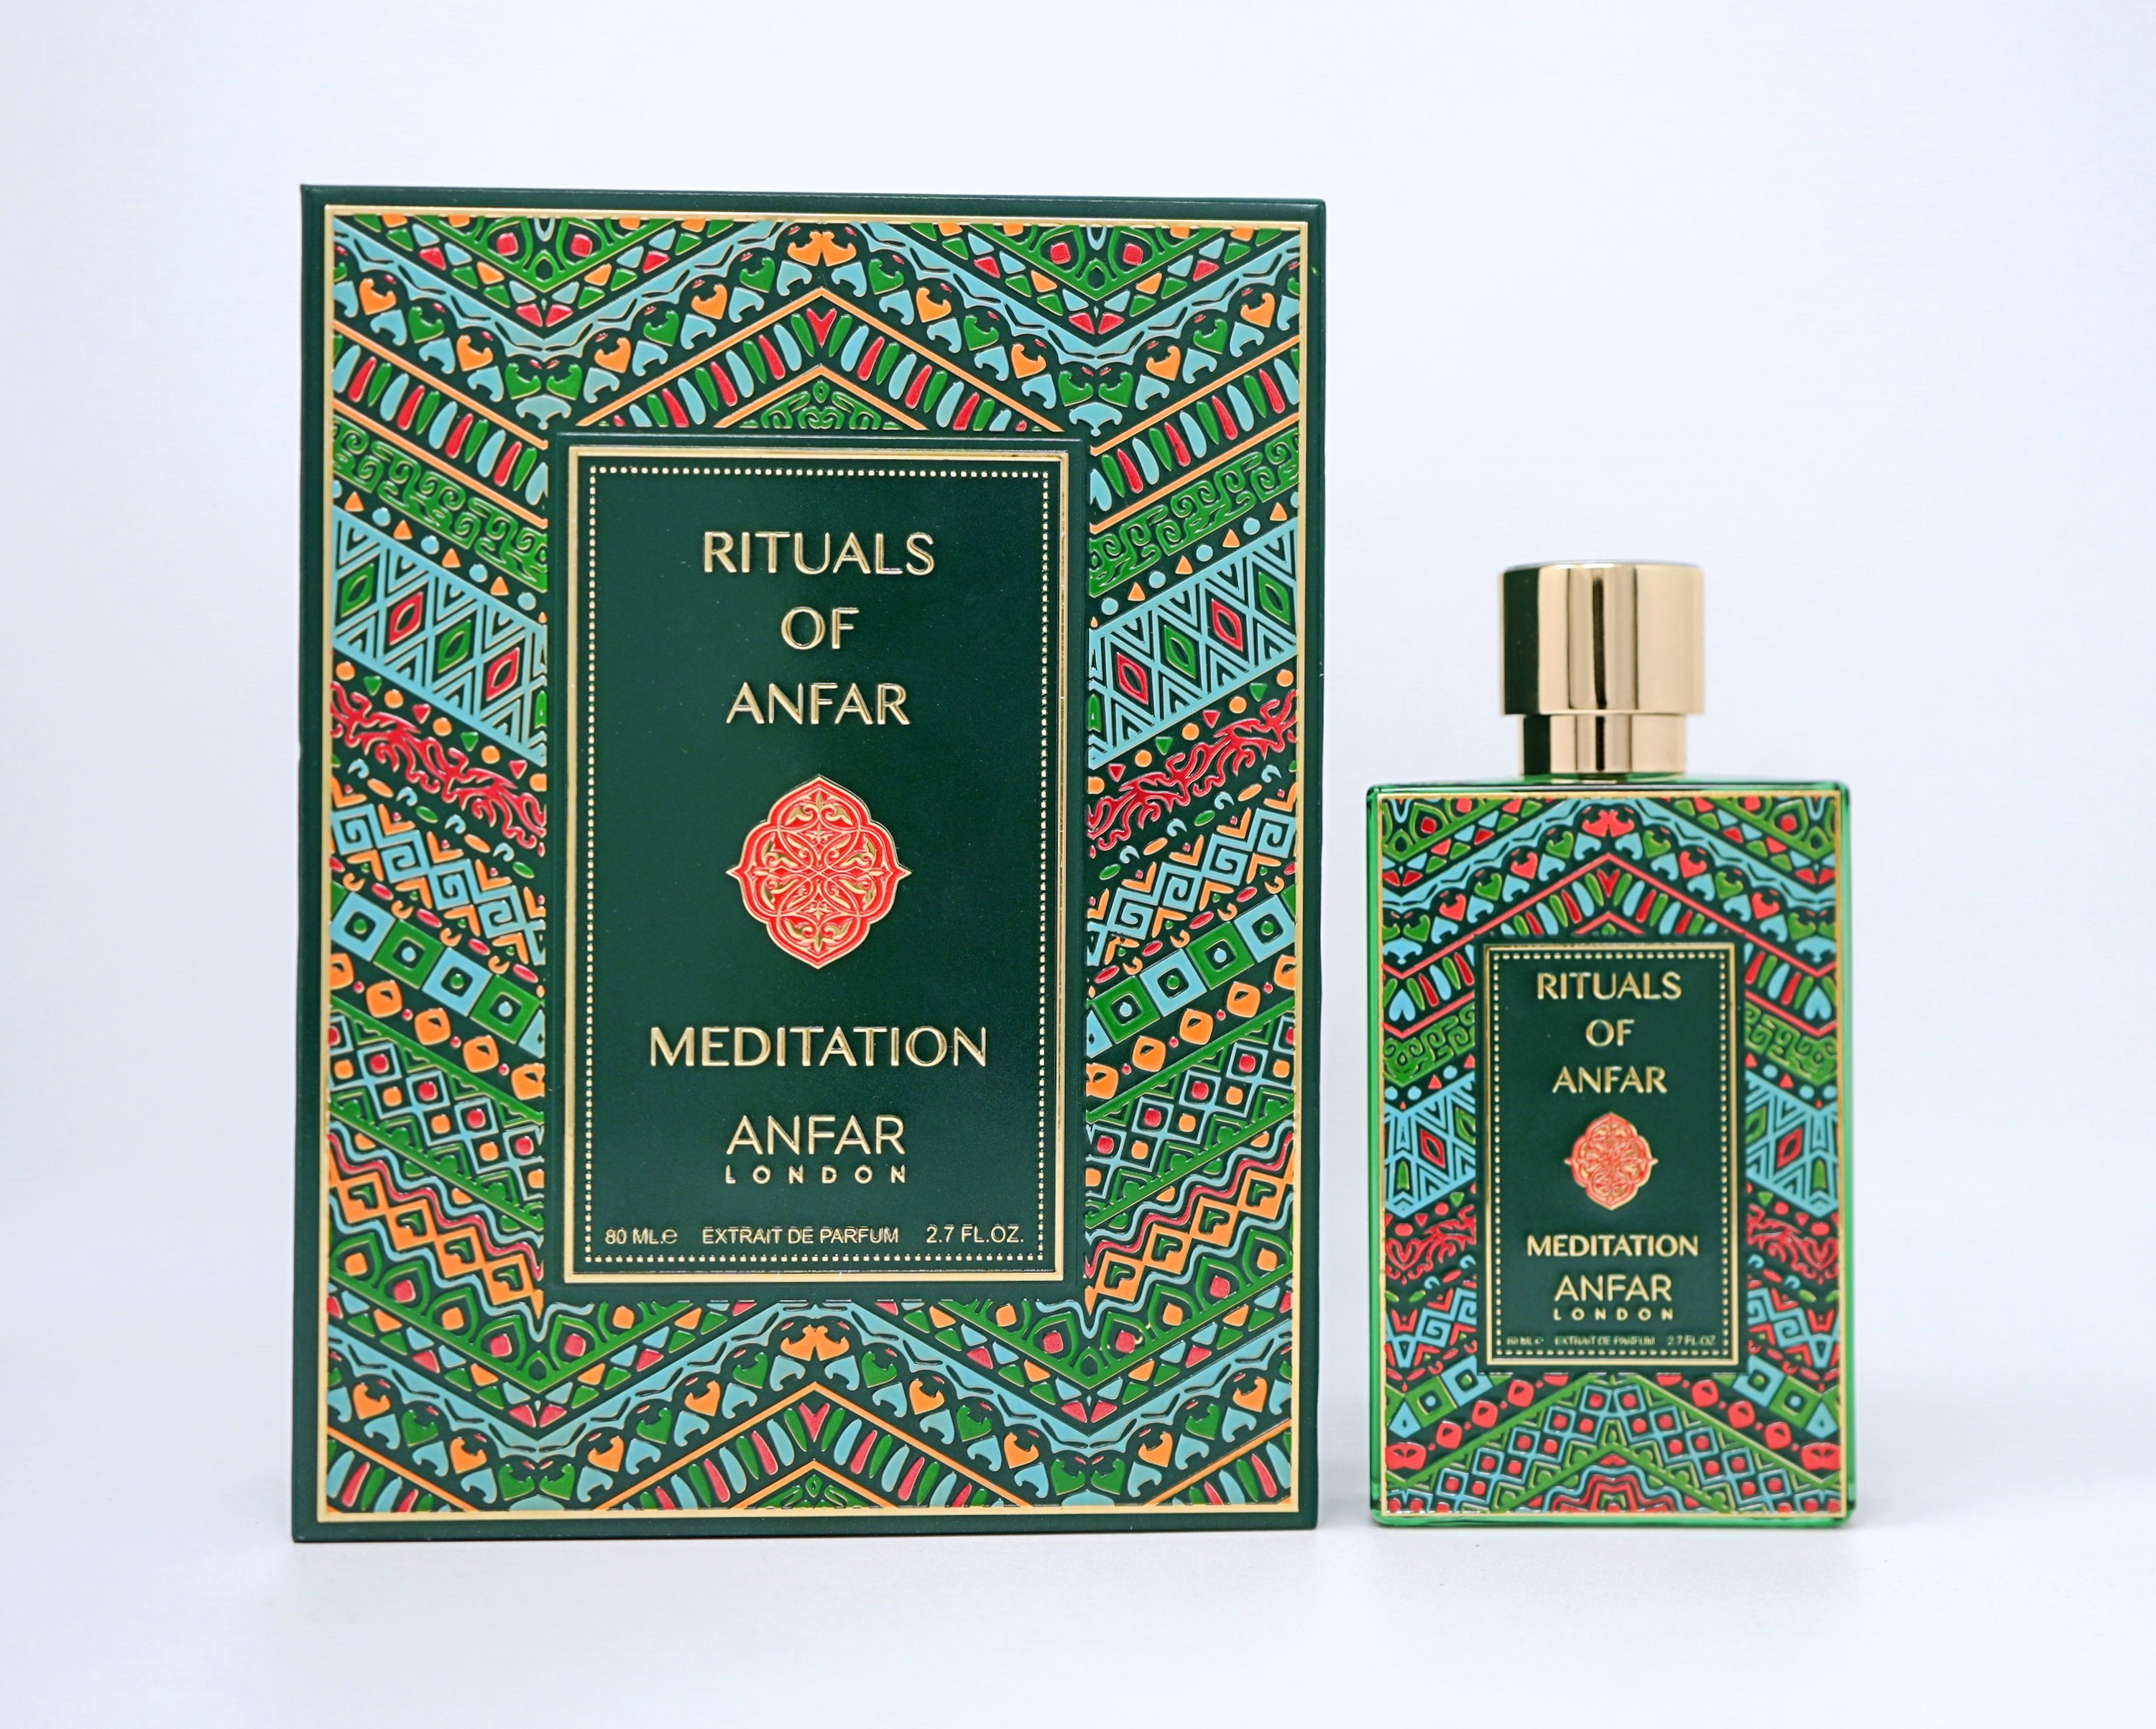 RITUALS
OF
ANFAR
MEDITATION
ANFAR
LONDON
80 ML.e EXTRAIT DE PARFUM 2.7 FL.OZ.
RITUALS
OF
ANFAR
MEDITATION
ANFAR
LONDON
80 ML.e EXTRAIT DE PARFUM 2.7 FL.OZ.